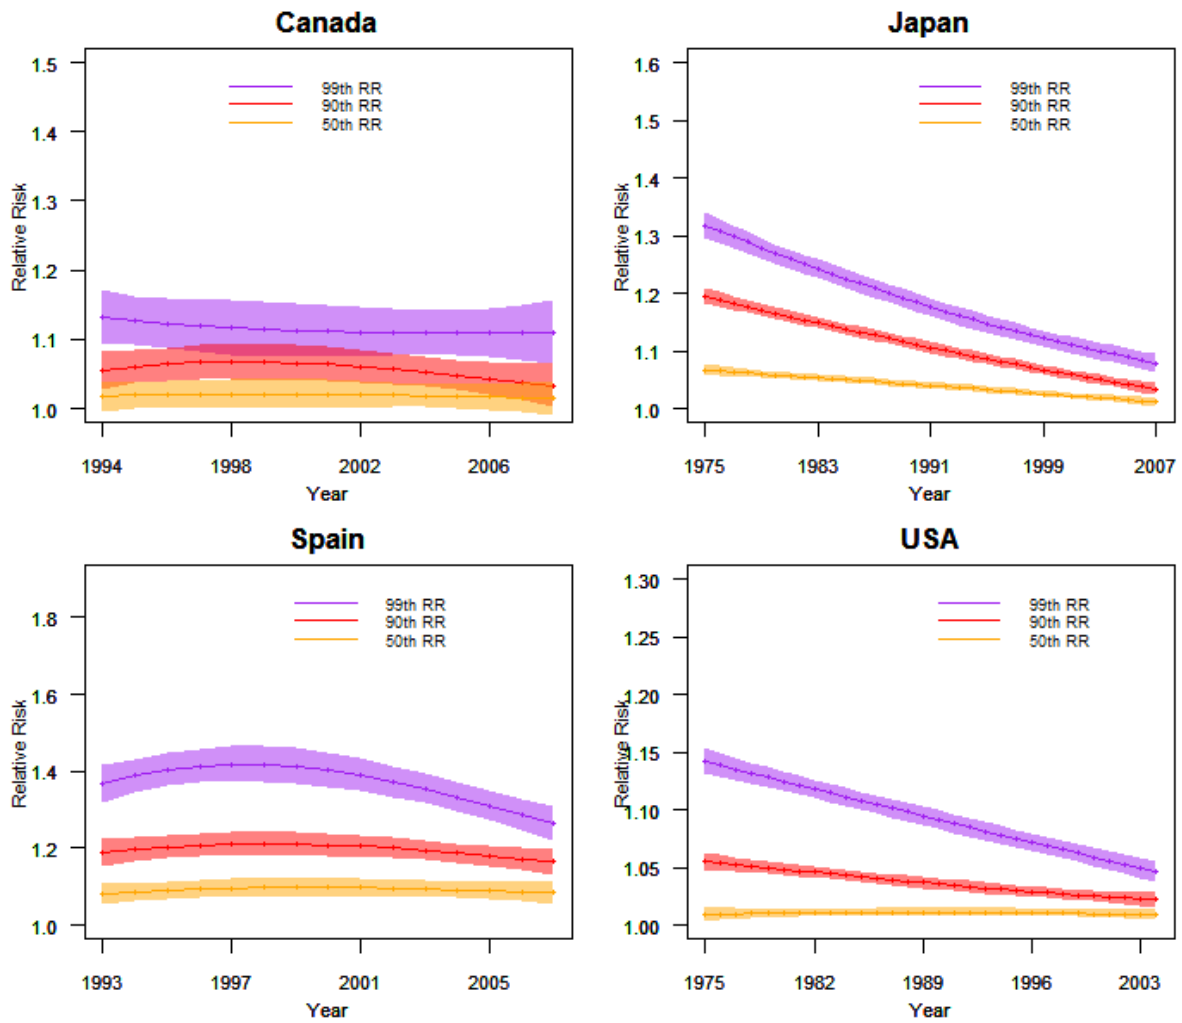 Canada
1.5
1.4
1.3
1.2
1.1
1.0
Relative Risk
99th RR
90th RR
50th RR
1994 1998 2002 2006
Year
Japan
1.6
1.5
1.4
1.3
1.2
1.1
1.0
Relative Risk
99th RR
90th RR
50th RR
1975 1983 1991 1999 2007
Year
Spain
1.8
1.6
1.4
1.2
1.0
Relative Risk
99th RR
90th RR
50th RR
1993 1997 2001 2005
Year
USA
1.30
1.25
1.20
1.15
1.10
1.05
1.00
Relative Risk
99th RR
90th RR
50th RR
1975 1982 1989 1996 2003
Year